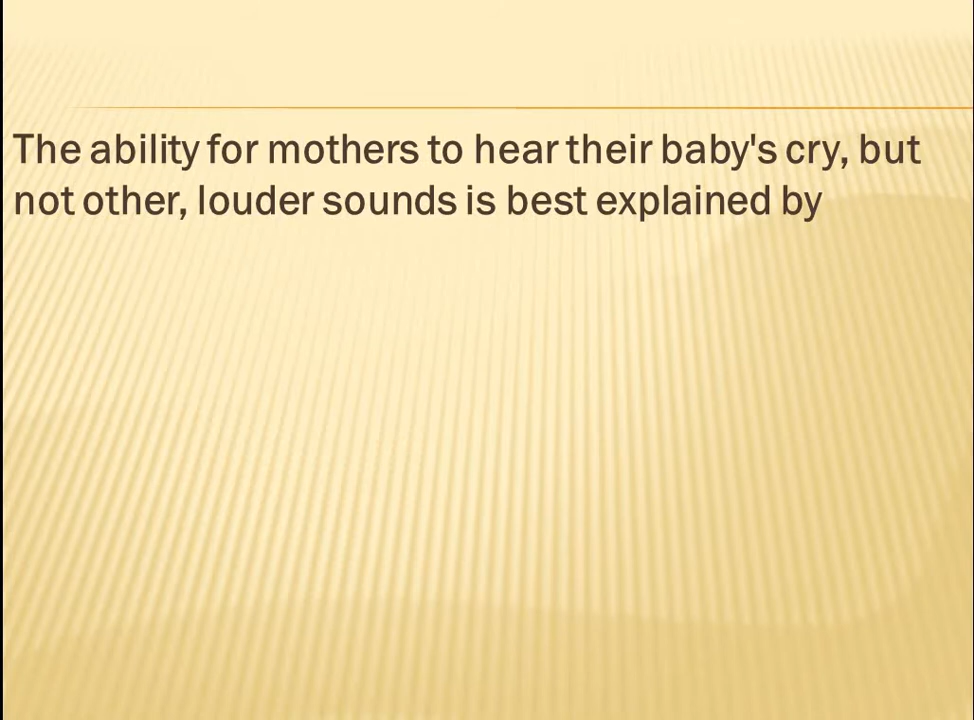 The ability for mothers to hear their baby's cry, but
not other, louder sounds is best explained by